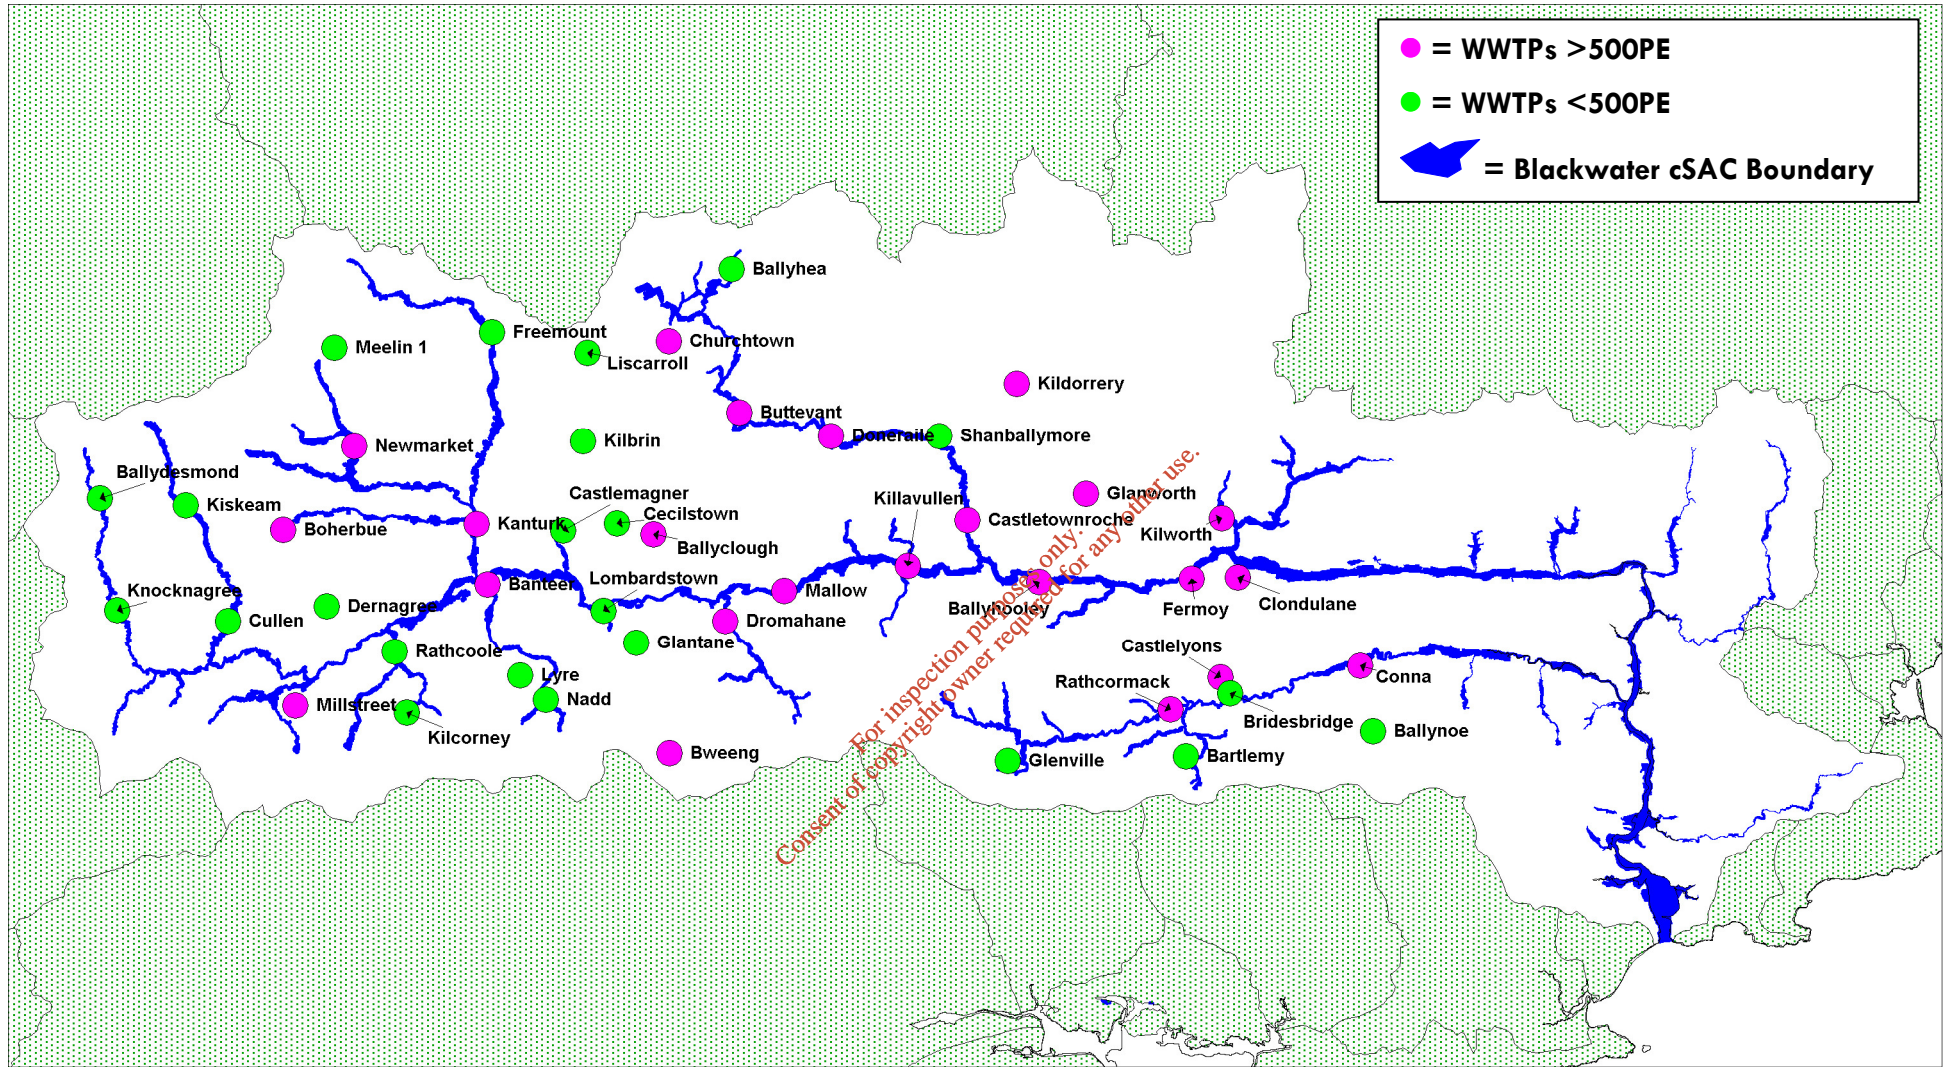 = WWTPs >500PE
= WWTPs <500PE
= Blackwater cSAC Boundary
Ballyhea
Freemount
Churchtown
Meelin 1
Liscarroll
Kildorrery
Buttevant
Doneraile
Shanballymore
Kilbrin
Newmarket
Ballydesmond
Kiskeam
Castlemagner
Cecilstown
Killavullen
Glanworth
Boherbue
Kanturk
Castletownroche
Kilworth
Ballyclough
Lombardstown
Banteer
Mallow
Knocknagree
Dernagree
Cullen
Dromahane
Ballyhooley
Fermoy
Clondulane
Glantane
Rathcoole
Castlelyons
Lyre
Rathcormack
Conna
Nadd
Millstreet
Bridesbridge
Kilcorney
Ballynoe
Bweeng
Glenville
Bartlemy
For inspection purposes only.
Consent of copyright owner required for any other use.